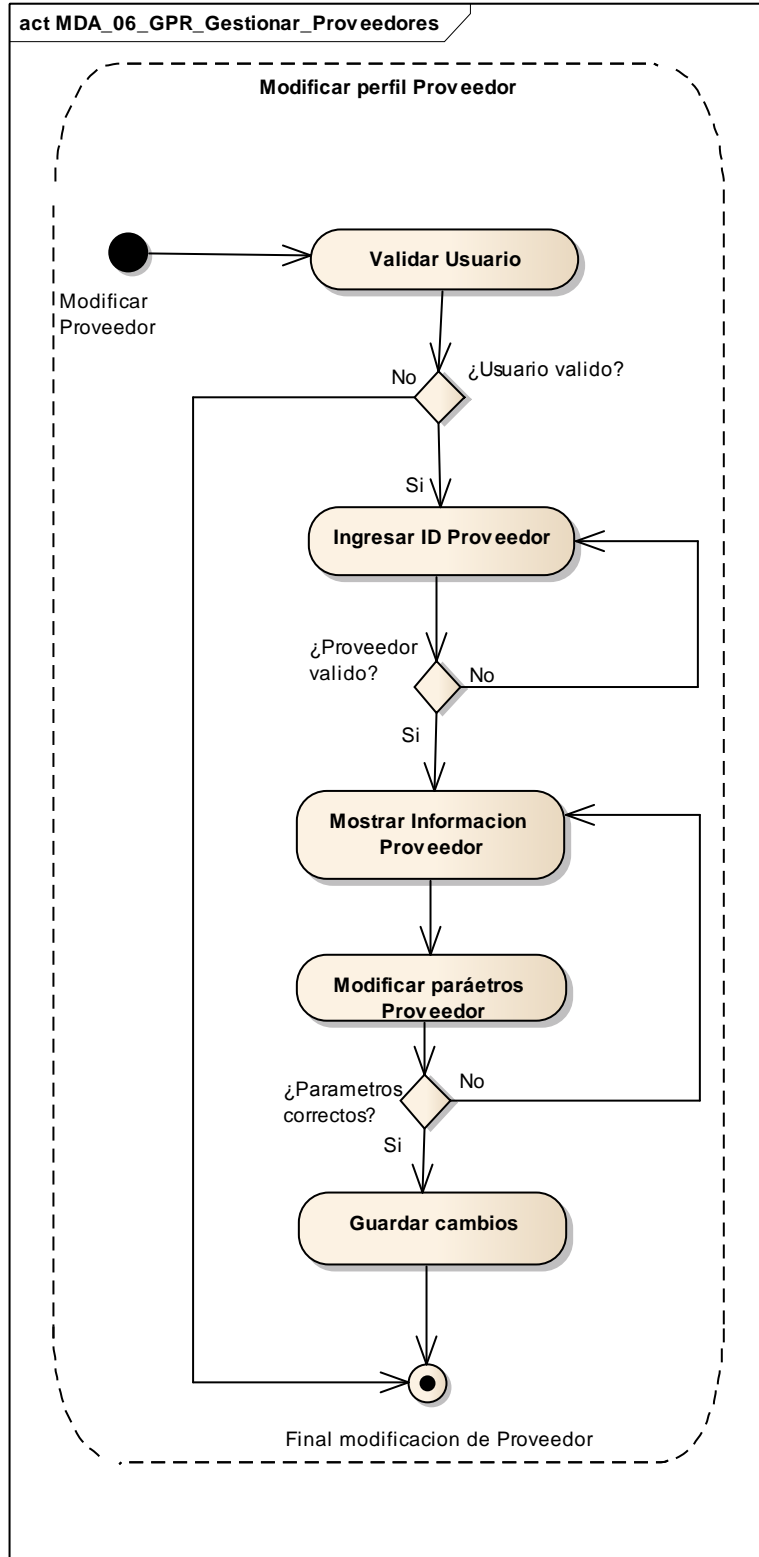 act MDA_06_GPR_Gestionar_Proveedores
Modificar perfil Proveedor
Validar Usuario
Modificar
Proveedor
¿Usuario valido?
No
Si
Ingresar ID Proveedor
¿Proveedor
valido?
No
Si
Mostrar Informacion
Proveedor
Modificar paráetros
Proveedor
¿Parametros
correctos?
No
Si
Guardar cambios
Final modificacion de Proveedor